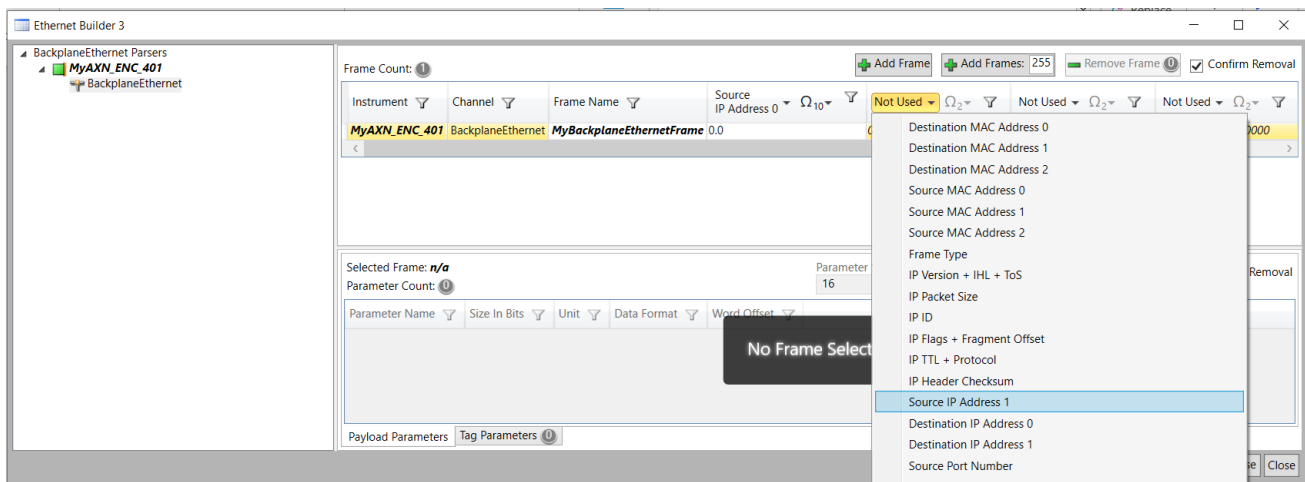 Ethernet Builder 3
BackplaneEthernet Parsers
MyAXN_ENC_401
BackplaneEthernet
Frame Count: 1
Add Frame
Add Frames: 255
Remove Frame 0
Confirm Removal
Instrument
Channel
Frame Name
Source
IP Address 0
Ω10
Not Used
Ω2
Not Used
Ω2
Not Used
Ω2
MyAXN_ENC_401 BackplaneEthernet MyBackplaneEthernetFrame 0.0
0000
Destination MAC Address 0
Destination MAC Address 1
Destination MAC Address 2
Source MAC Address 0
Source MAC Address 1
Source MAC Address 2
Frame Type
IP Version + IHL + ToS
IP Packet Size
IP ID
IP Flags + Fragment Offset
IP TTL + Protocol
IP Header Checksum
Source IP Address 1
Destination IP Address 0
Destination IP Address 1
Source Port Number
Selected Frame: n/a
Parameter
Removal
Parameter Count: 0
16
Parameter Name
Size In Bits
Unit
Data Format
Word Offset
No Frame Select
Payload Parameters
Tag Parameters 0
Close